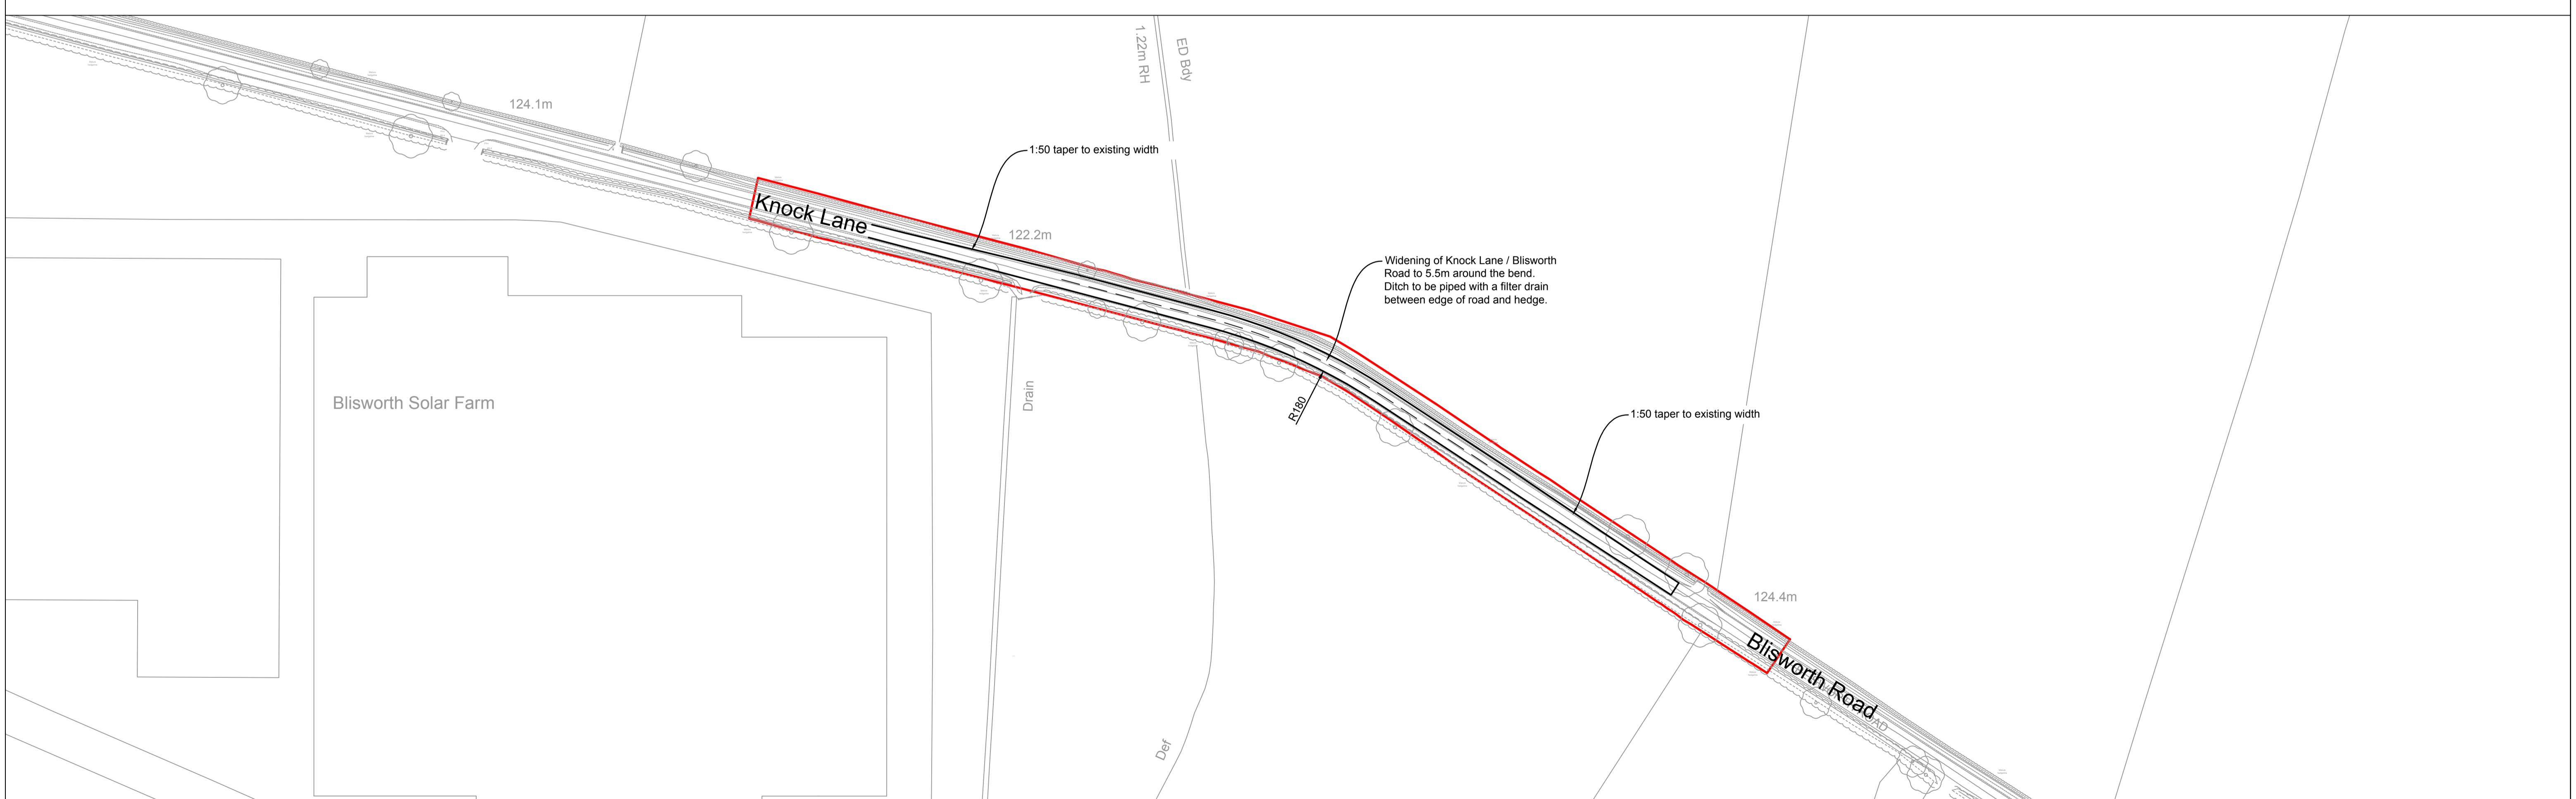 1.22m RH
ED Bdy
124.1m
1:50 taper to existing width
Knock Lane
122.2m
Widening of Knock Lane / Blisworth
Road to 5.5m around the bend.
Ditch to be piped with a filter drain
between edge of road and hedge.
Blisworth Solar Farm
Drain
R180
1:50 taper to existing width
124.4m
Blisworth Road
Def